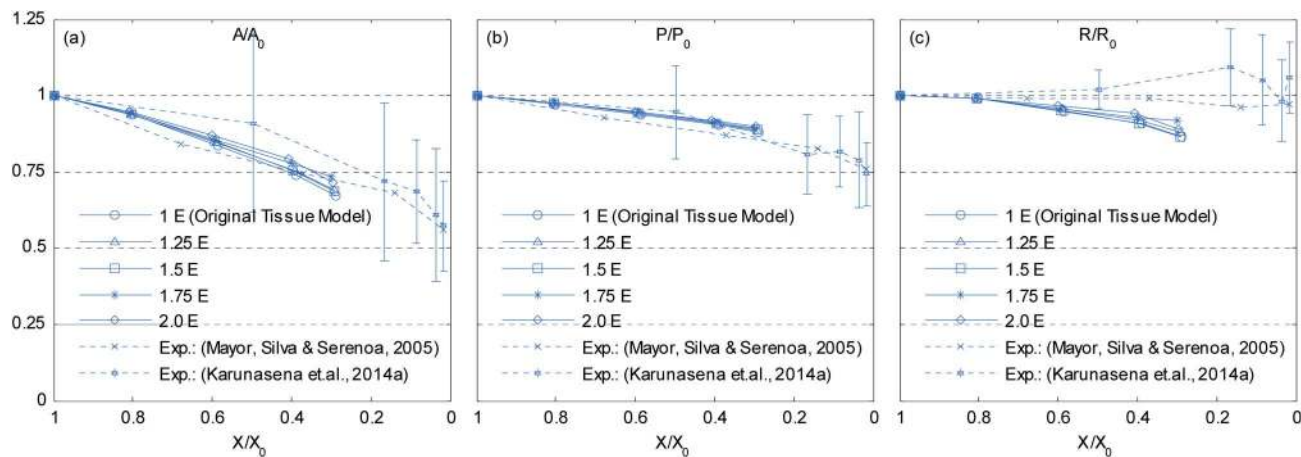 1.25
1
0.75
0.5
0.25
0
(a)
A/A0
1 E (Original Tissue Model)
1.25 E
1.5 E
1.75 E
2.0 E
Exp.: (Mayor, Silva & Serenoa, 2005)
Exp.: (Karunasena et.al., 2014a)
1 0.8 0.6 0.4 0.2 0
X/X0
(b)
P/P0
1 E (Original Tissue Model)
1.25 E
1.5 E
1.75 E
2.0 E
Exp.: (Mayor, Silva & Serenoa, 2005)
Exp.: (Karunasena et.al., 2014a)
1 0.8 0.6 0.4 0.2 0
X/X0
(c)
R/R0
1 E (Original Tissue Model)
1.25 E
1.5 E
1.75 E
2.0 E
Exp.: (Mayor, Silva & Serenoa, 2005)
Exp.: (Karunasena et.al., 2014a)
1 0.8 0.6 0.4 0.2 0
X/X0